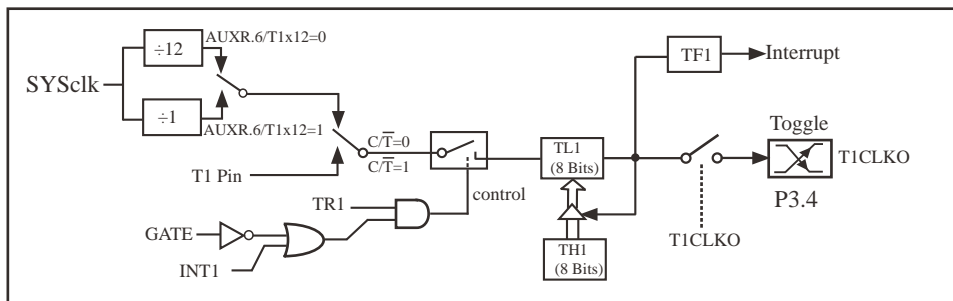 AUXR.6/T1x12=0
÷12
SYSclk
÷1
AUXR.6/T1x12=1
T1 Pin
C/T̅=0
C/T̅=1
TF1
Interrupt
TL1
(8 Bits)
Toggle
T1CLKO
P3.4
control
TR1
GATE
INT1
TH1
(8 Bits)
T1CLKO